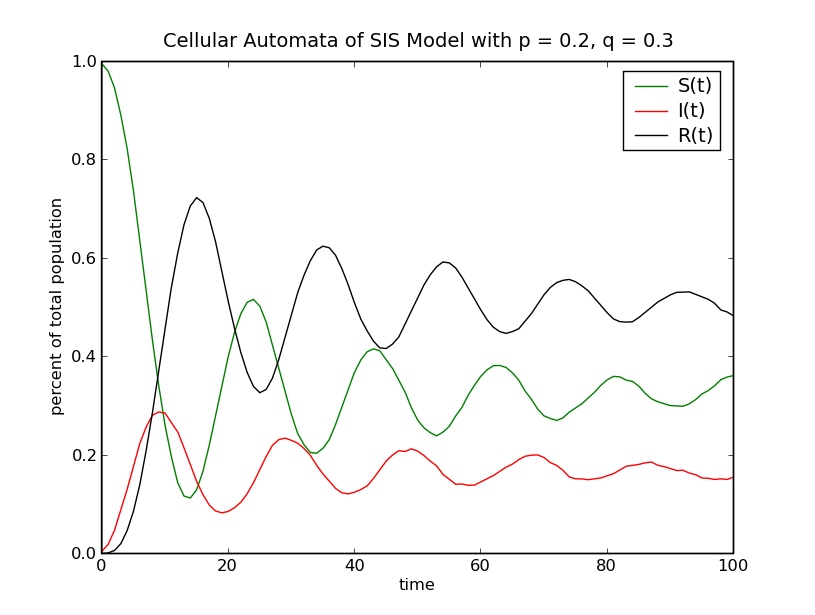 Cellular Automata of SIS Model with p = 0.2, q = 0.3
1.0
0.8
0.6
0.4
0.2
0.0
percent of total population
S(t)
I(t)
R(t)
0 20 40 60 80 100
time